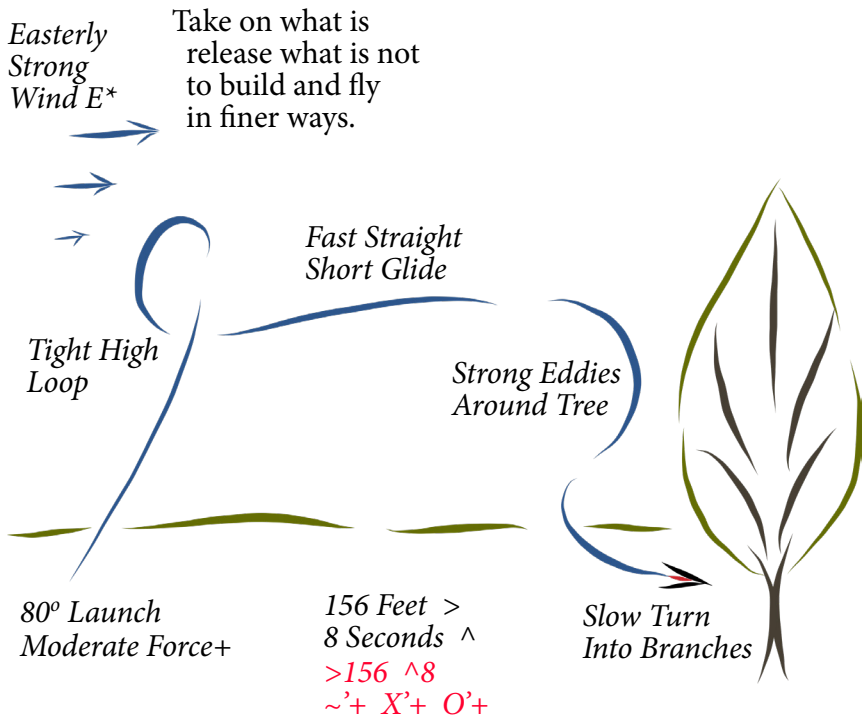 Easterly
Strong
Wind E*
Take on what is
release what is not
to build and fly
in finer ways.
Fast Straight
Short Glide
Tight High
Loop
Strong Eddies
Around Tree
80º Launch
Moderate Force+
156 Feet >
8 Seconds ^
>156 ^8
~’+ X’+ O’+
Slow Turn
Into Branches